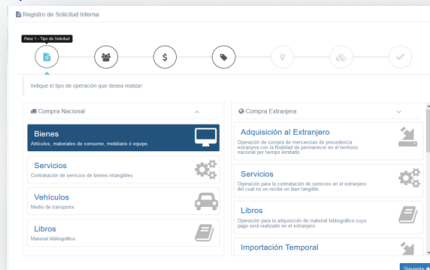 Registro de Solicitud Interna
Paso 1 - Tipo de Solicitud
Indique el tipo de operación que desea realizar.
Compra Nacional
Bienes
Artículos, materiales de consumo, mobiliario ó equipo.
Servicios
Contratación de servicios de bienes intangibles
Vehículos
Medio de transporte
Libros
Material bibliográfico.
Compra Extranjera
Adquisición al Extranjero
Operación de compra de mercancías de procedencia
extranjera con la finalidad de permanecer en el territorio
nacional por tiempo ilimitado.
Servicios
Operación para la contratación de servicios en el extranjero
del cual no se recibe un bien tangible.
Libros
Operación para la adquisición de material bibliográfico cuyo
pago será realizado en el extranjero.
Importación Temporal